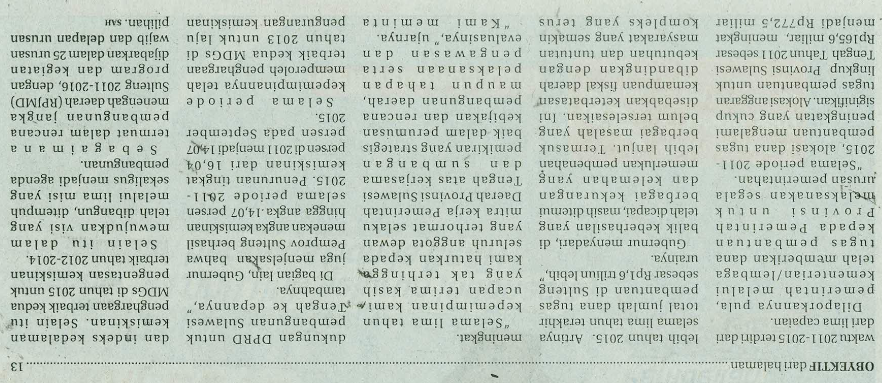 OBYEKTIF dari halaman ........ 13
waktu 2011-2015 terdiri dari
dari lima capaian.
Dilaporkannya pula,
pemerintah melalui
kementerian/lembaga
telah memberikan dana
tugas pembantuan
kepada Pemerintah
Provinsi untuk
melaksanakan segala
urusan pemerintahan.
"Selama periode 2011-
2015, alokasi dana tugas
pembantuan mengalami
peningkatan yang cukup
signifikan. Alokasi anggaran
tugas pembantuan untuk
lingkup Provinsi Sulawesi
Tengah Tahun 2011 sebesar
Rp165,6 miliar, meningkat
menjadi Rp772,5 miliar
lebih tahun 2015. Artinya
selama lima tahun terakhir
total jumlah dana tugas
pembantuan di Sulteng
sebesar Rp1,6 triliun lebih,"
urainya.
Gubernur menyadari, di
balik keberhasilan yang
telah dicapai, masih ditemui
berbagai kekurangan
dan kelemahan yang
memerlukan pembenahan
lebih lanjut. Termasuk
berbagai masalah yang
belum terselesaikan. Ini
disebabkan keterbatasan
kemampuan fiskal daerah
dibandingkan dengan
kebutuhan dan tuntutan
masyarakat yang semakin
kompleks yang terus
meningkat.
"Selama lima tahun
kepemimpinan kami,
ucapan terima kasih
yang tak terhingga
kami haturkan kepada
seluruh anggota dewan
yang terhormat selaku
mitra kerja Pemerintah
Daerah Provinsi Sulawesi
Tengah atas kerjasama
dan sumbangan
pemikiran yang strategis
baik dalam perumusan
kebijakan dan rencana
pembangunan daerah,
maupun tahapan
pelaksanaan serta
pengawasan dan
evaluasinya," ujarnya.
"Kami meminta
dukungan DPRD untuk
pembangunan Sulawesi
Tengah ke depannya,"
tambahnya.
Di bagian lain, Gubernur
juga menjelaskan bahwa
Pemprov Sulteng berhasil
menekan angka kemiskinan
hingga angka 14,07 persen
selama periode 2011-
2015. Penurunan tingkat
kemiskinan dari 16,04
persen di 2011 menjadi 14,07
persen pada September
2015.
Selama periode
kepemimpinannya telah
memperoleh penghargaan
terbaik kedua MDGs di
tahun 2013 untuk laju
pengurangan kemiskinan
dan indeks kedalaman
kemiskinan. Selain itu
penghargaan terbaik kedua
MDGs di tahun 2015 untuk
pengentasan kemiskinan
terbaik tahun 2012-2014.
Selain itu dalam
mewujudkan visi yang
telah dibangun, ditempuh
melalui lima misi yang
sekaligus menjadi agenda
pembangunan.
Sebagaimana
termuat dalam rencana
pembangunan jangka
menengah daerah (RPJMD)
Sulteng 2011-2016, dengan
program dan kegiatan
dijabarkan dalam 25 urusan
wajib dan delapan urusan
pilihan. SAH